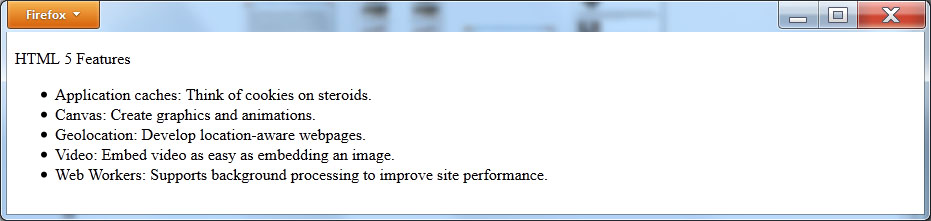 Firefox
HTML 5 Features
• Application caches: Think of cookies on steroids.
• Canvas: Create graphics and animations.
• Geolocation: Develop location-aware webpages.
• Video: Embed video as easy as embedding an image.
• Web Workers: Supports background processing to improve site performance.